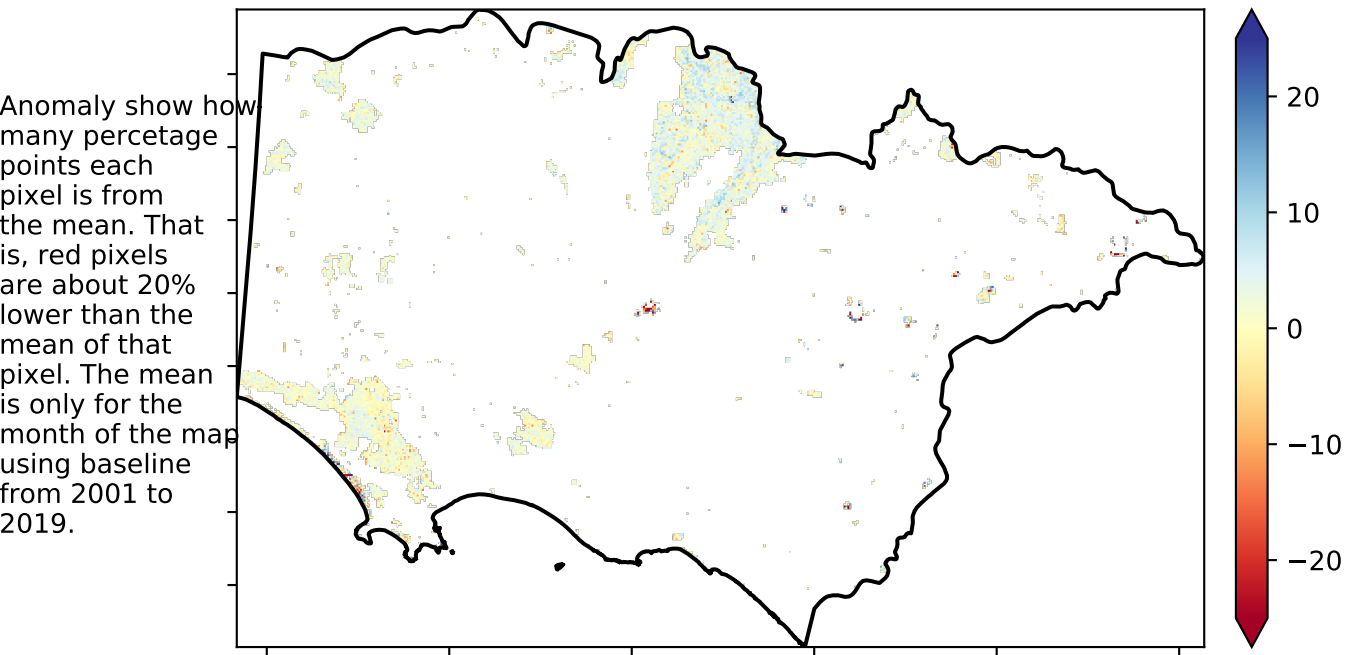 Anomaly show how
many percetage
points each
pixel is from
the mean. That
is, red pixels
are about 20%
lower than the
mean of that
pixel. The mean
is only for the
month of the map
using baseline
from 2001 to
2019.
20
10
0
−10
−20